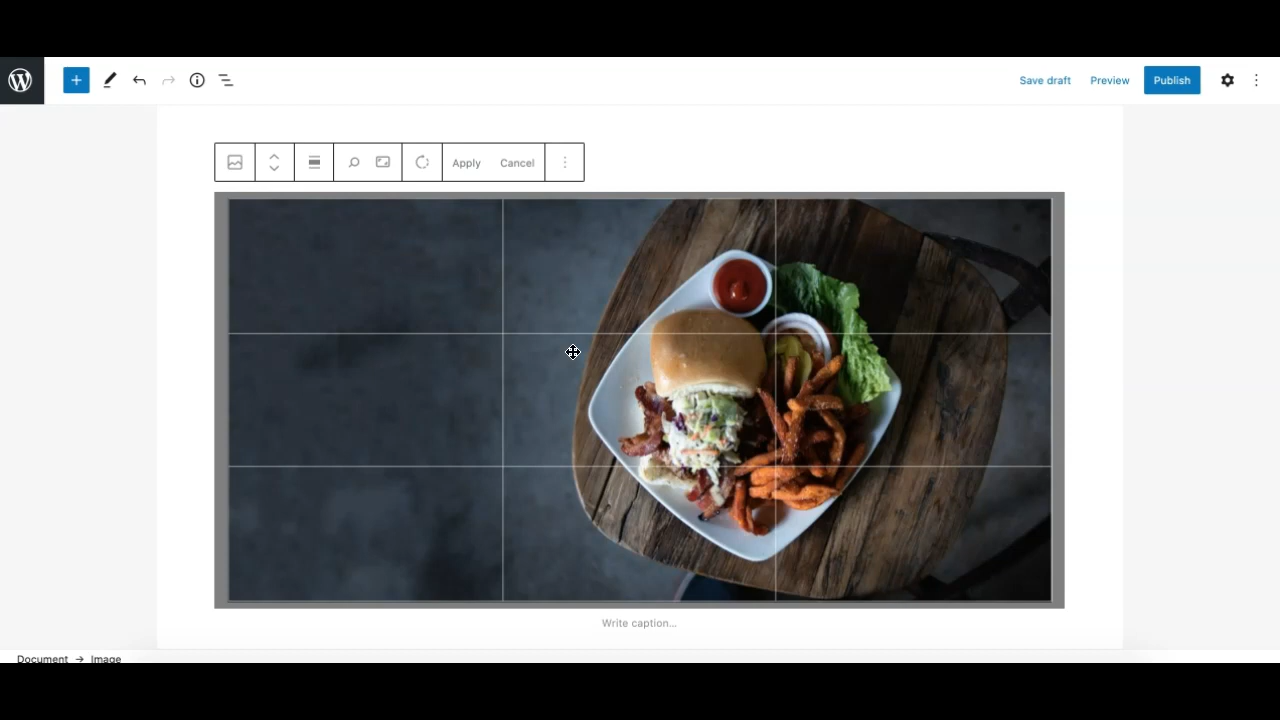 Save draft
Preview
Publish
Apply
Cancel
Write caption...
Document → Image